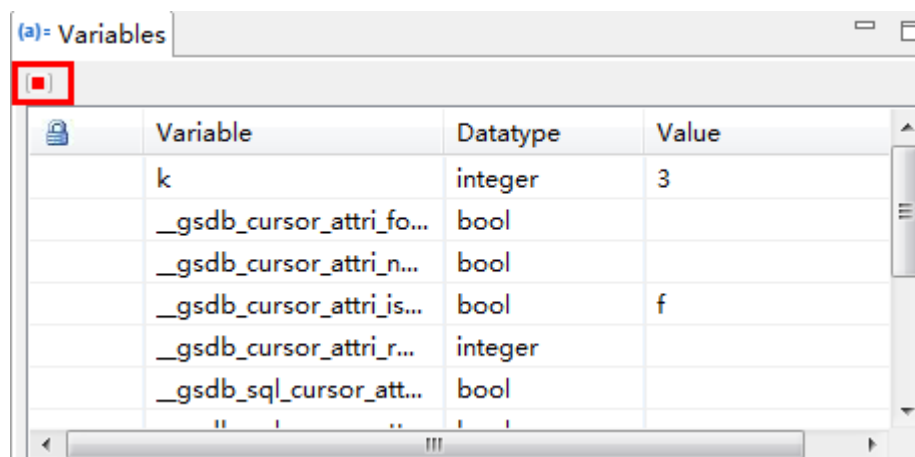 (a)= Variables
Variable Datatype Value
k integer 3
__gsdb_cursor_attri_fo... bool
__gsdb_cursor_attri_n... bool
__gsdb_cursor_attri_is... bool f
__gsdb_cursor_attri_r... integer
__gsdb_sql_cursor_att... bool